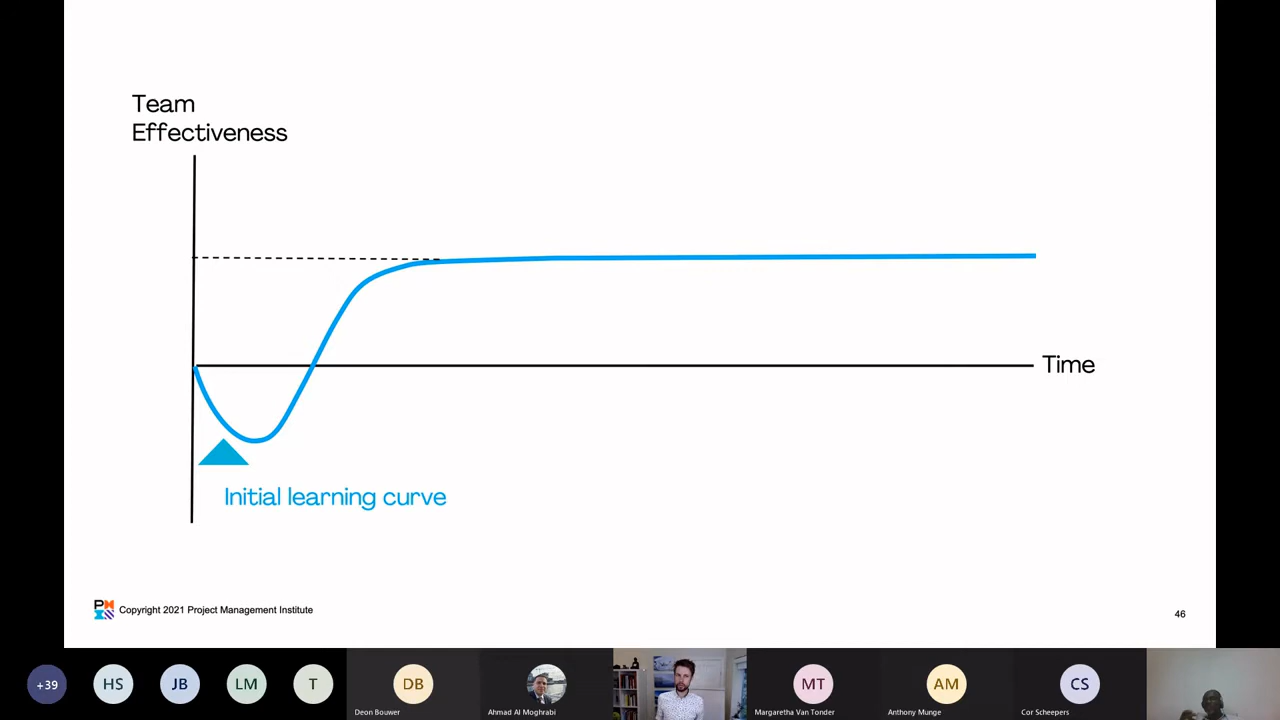 Team
Effectiveness
Time
Initial learning curve
Copyright 2021 Project Management Institute
46
+39
HS
JB
LM
T
DB
MT
AM
CS
Deon Bouwer
Ahmad Al Moghrabi
Margaretha Van Tonder
Anthony Munge
Cor Scheepers